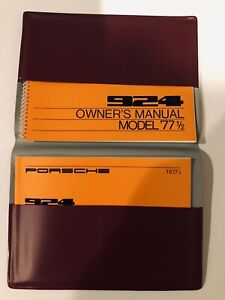 924
OWNER'S MANUAL
MODEL '77 ½
PORSCHE
1977 ½
924